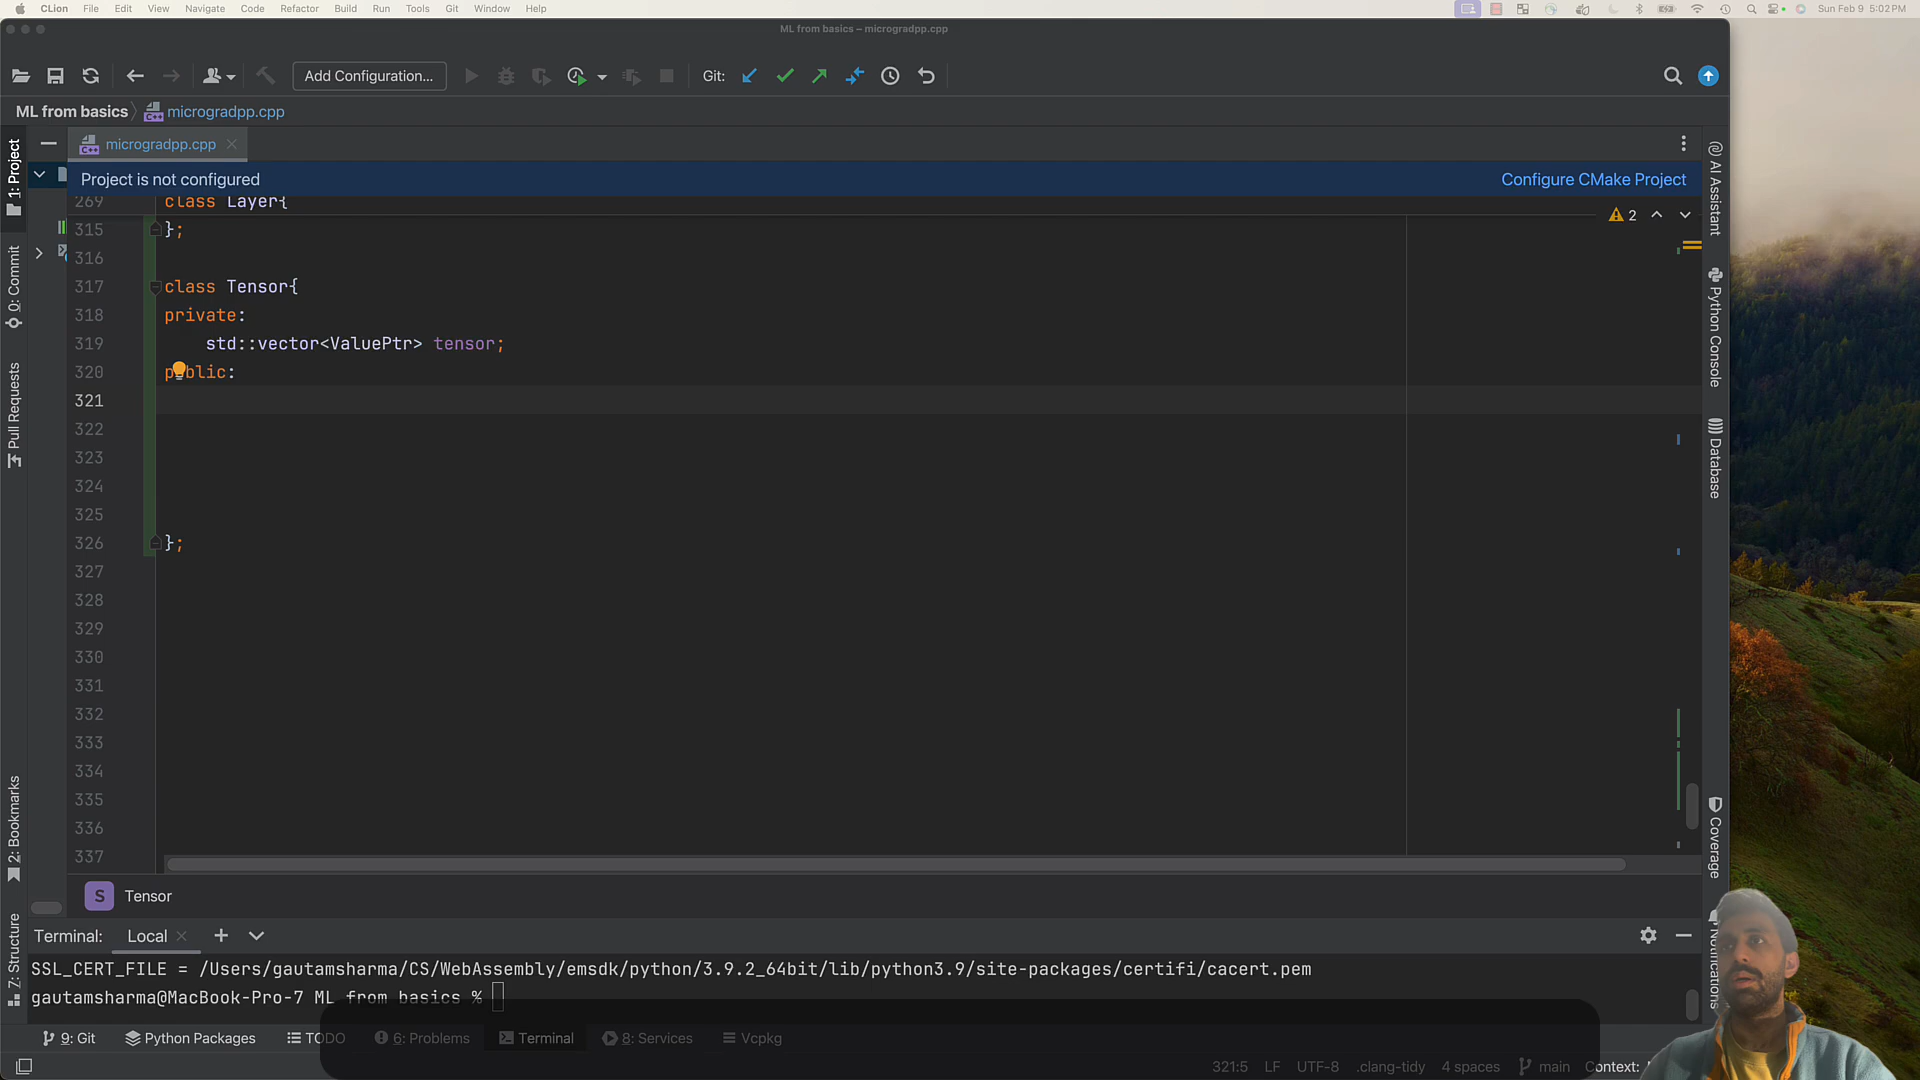 CLion File Edit View Navigate Code Refactor Build Run Tools Git Window Help
Sun Feb 9 5:02 PM
ML from basics – microgradpp.cpp
Add Configuration...
Git:
ML from basics
microgradpp.cpp
microgradpp.cpp
Project is not configured
Configure CMake Project
269 class Layer{
2
315 };
316
317 class Tensor{
318 private:
319 std::vector<ValuePtr> tensor;
320 public:
321
322
323
324
325
326 };
327
328
329
330
331
332
333
334
335
336
337
S Tensor
Terminal: Local
SSL_CERT_FILE = /Users/gautamsharma/CS/WebAssembly/emsdk/python/3.9.2_64bit/lib/python3.9/site-packages/certifi/cacert.pem
gautamsharma@MacBook-Pro-7 ML from basics %
9: Git Python Packages TODO 6: Problems Terminal 8: Services Vcpkg
321:5 LF UTF-8 .clang-tidy 4 spaces main Context:
1: Project
0: Commit
Pull Requests
2: Bookmarks
7: Structure
AI Assistant
Python Console
Database
Coverage
Notifications